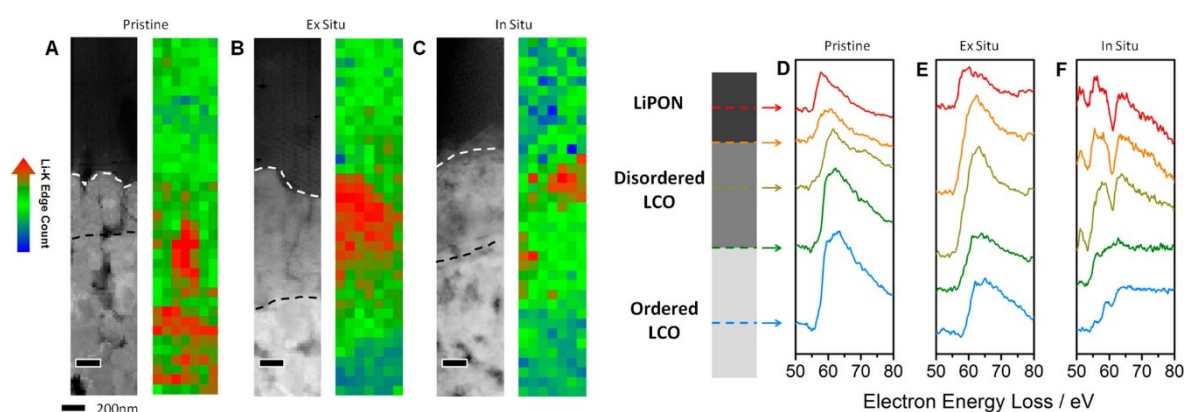 Pristine
Ex Situ
In Situ
A
B
C
Li-K Edge Count
200nm
Pristine
Ex Situ
In Situ
D
E
F
LiPON
Disordered
LCO
Ordered
LCO
50 60 70 80
50 60 70 80
50 60 70 80
Electron Energy Loss / eV